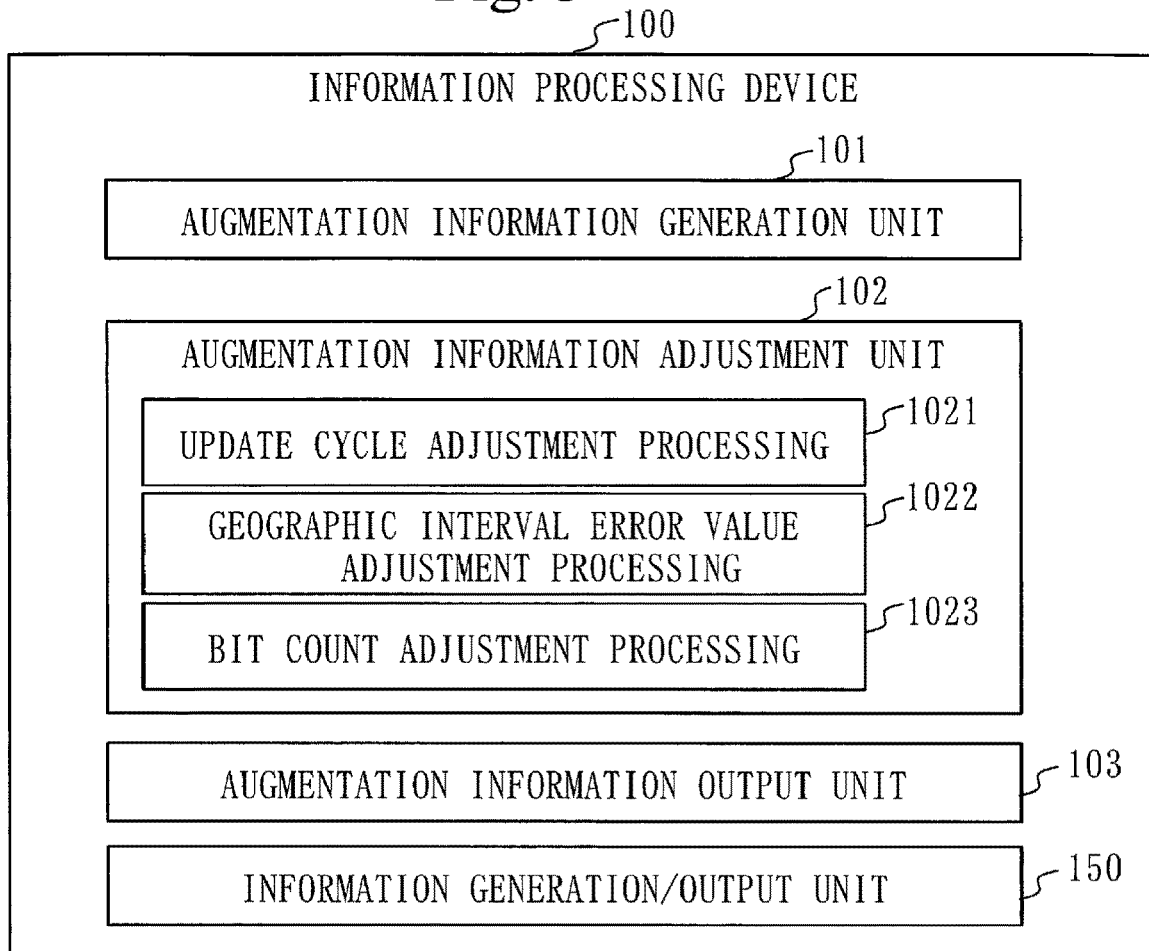 100
INFORMATION PROCESSING DEVICE
101
AUGMENTATION INFORMATION GENERATION UNIT
102
AUGMENTATION INFORMATION ADJUSTMENT UNIT
1021
UPDATE CYCLE ADJUSTMENT PROCESSING
1022
GEOGRAPHIC INTERVAL ERROR VALUE
ADJUSTMENT PROCESSING
1023
BIT COUNT ADJUSTMENT PROCESSING
103
AUGMENTATION INFORMATION OUTPUT UNIT
150
INFORMATION GENERATION/OUTPUT UNIT